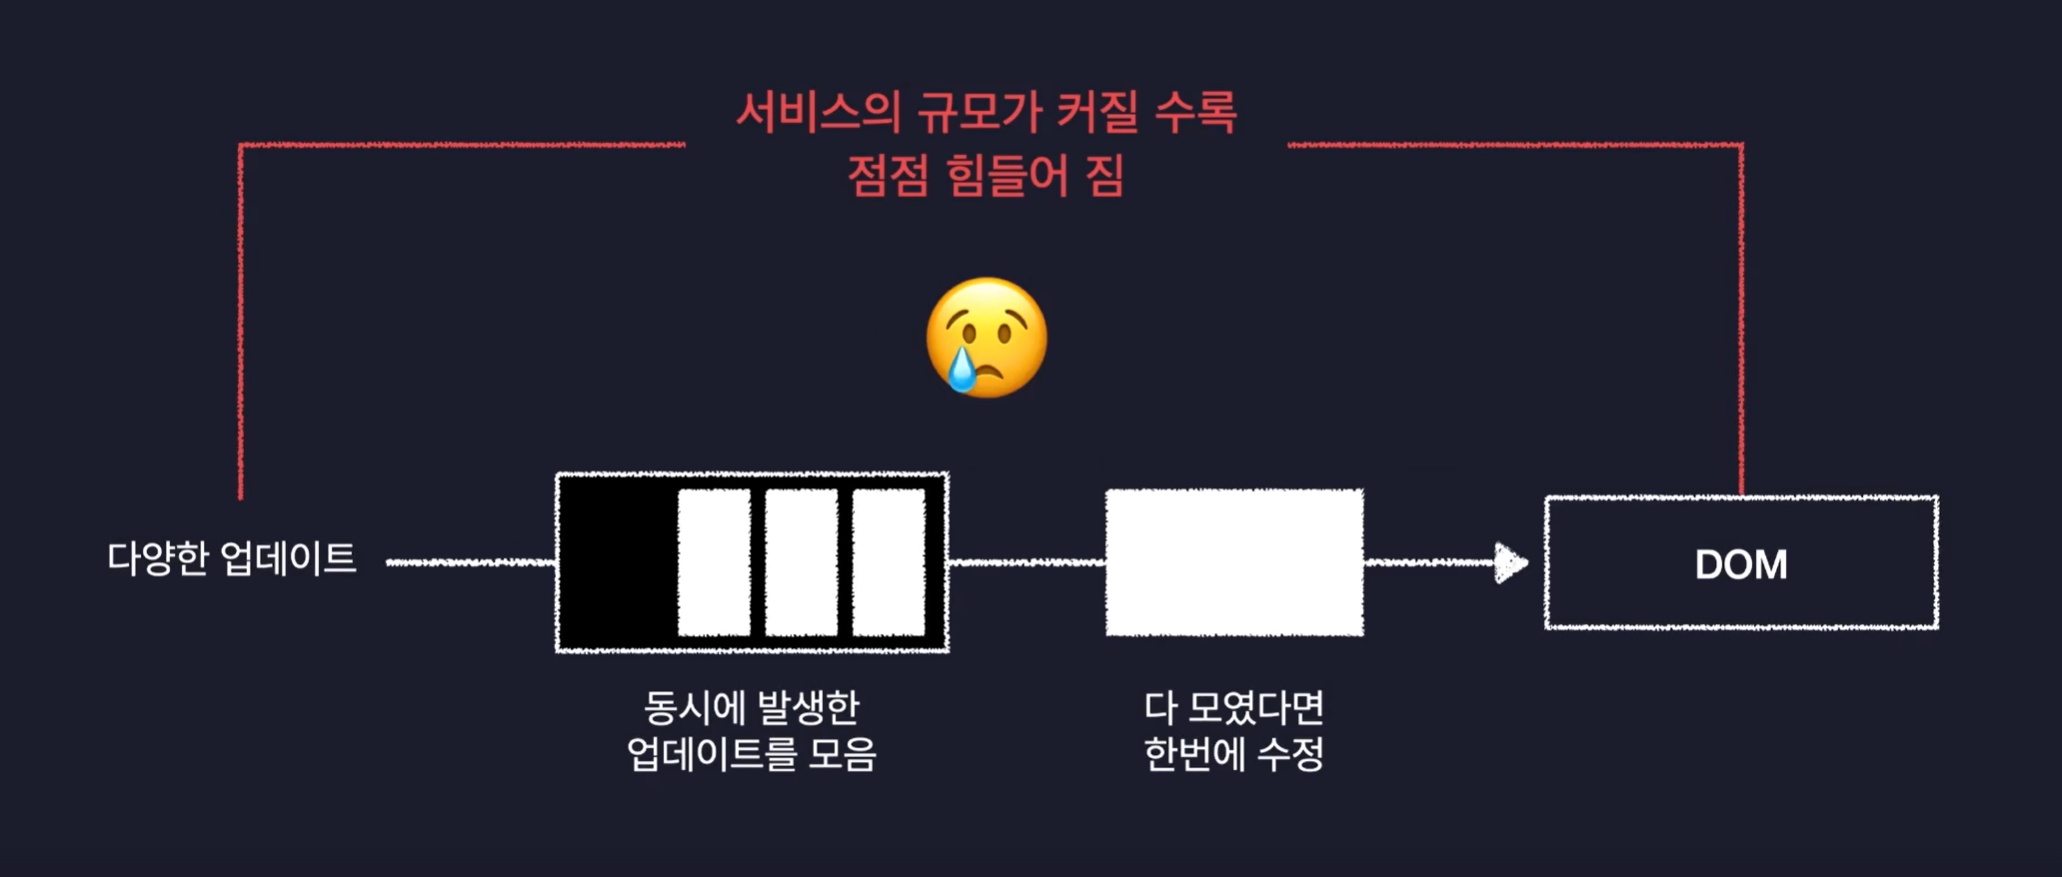 서비스의 규모가 커질 수록
점점 힘들어 짐
다양한 업데이트
DOM
동시에 발생한
업데이트를 모음
다 모였다면
한번에 수정